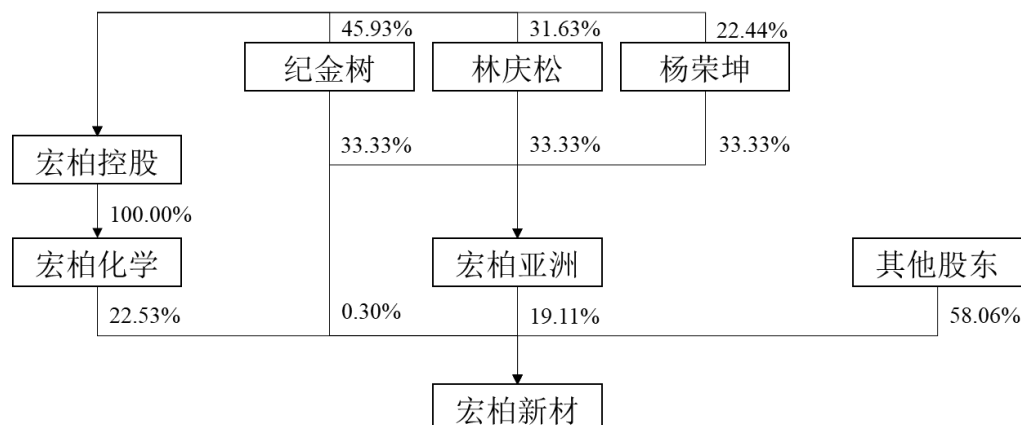 45.93%
31.63%
22.44%
纪金树
林庆松
杨荣坤
33.33%
33.33%
33.33%
宏柏控股
100.00%
宏柏化学
宏柏亚洲
其他股东
22.53%
0.30%
19.11%
58.06%
宏柏新材